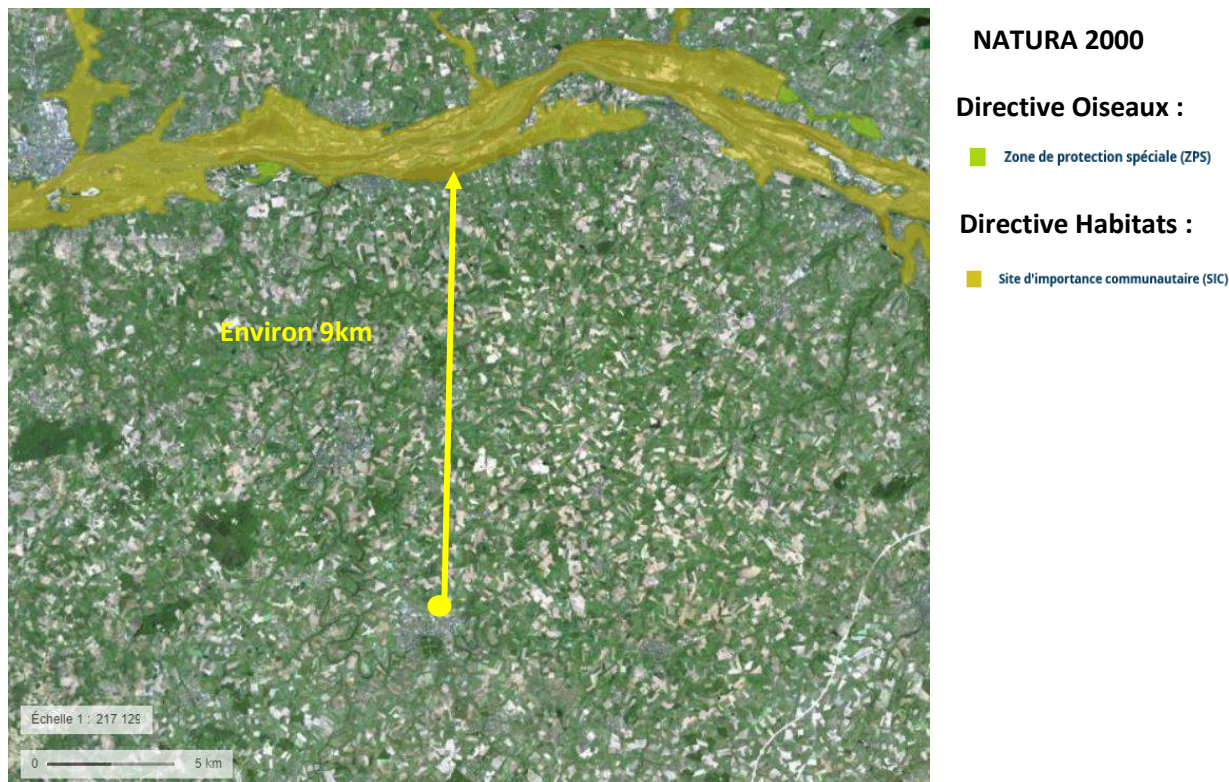 NATURA 2000
Directive Oiseaux :
Zone de protection spéciale (ZPS)
Directive Habitats :
Site d'importance communautaire (SIC)
Environ 9km
Échelle 1 : 217 129
0 5 km